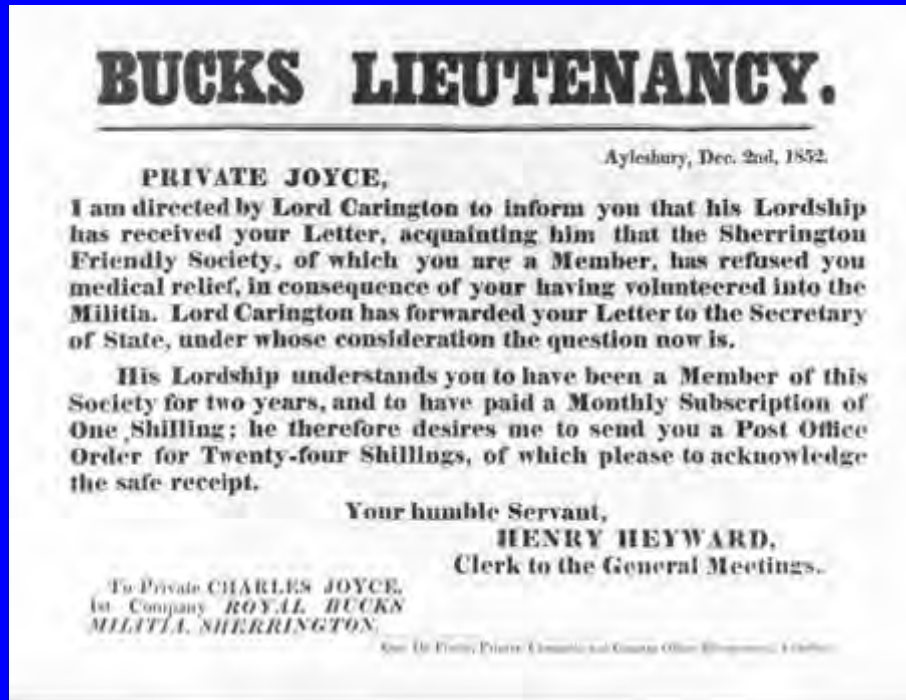 BUCKS LIEUTENANCY.
Aylesbury, Dec. 2nd, 1852.
PRIVATE JOYCE,
I am directed by Lord Carington to inform you that his Lordship
has received your Letter, acquainting him that the Sherrington
Friendly Society, of which you are a Member, has refused you
medical relief, in consequence of your having volunteered into the
Militia. Lord Carington has forwarded your Letter to the Secretary
of State, under whose consideration the question now is.
His Lordship understands you to have been a Member of this
Society for two years, and to have paid a Monthly Subscription of
One Shilling; he therefore desires me to send you a Post Office
Order for Twenty-four Shillings, of which please to acknowledge
the safe receipt.
Your humble Servant,
HENRY HEYWARD,
Clerk to the General Meetings.
To Private CHARLES JOYCE,
1st Company ROYAL BUCKS
MILITIA, SHERRINGTON.
De Printer,